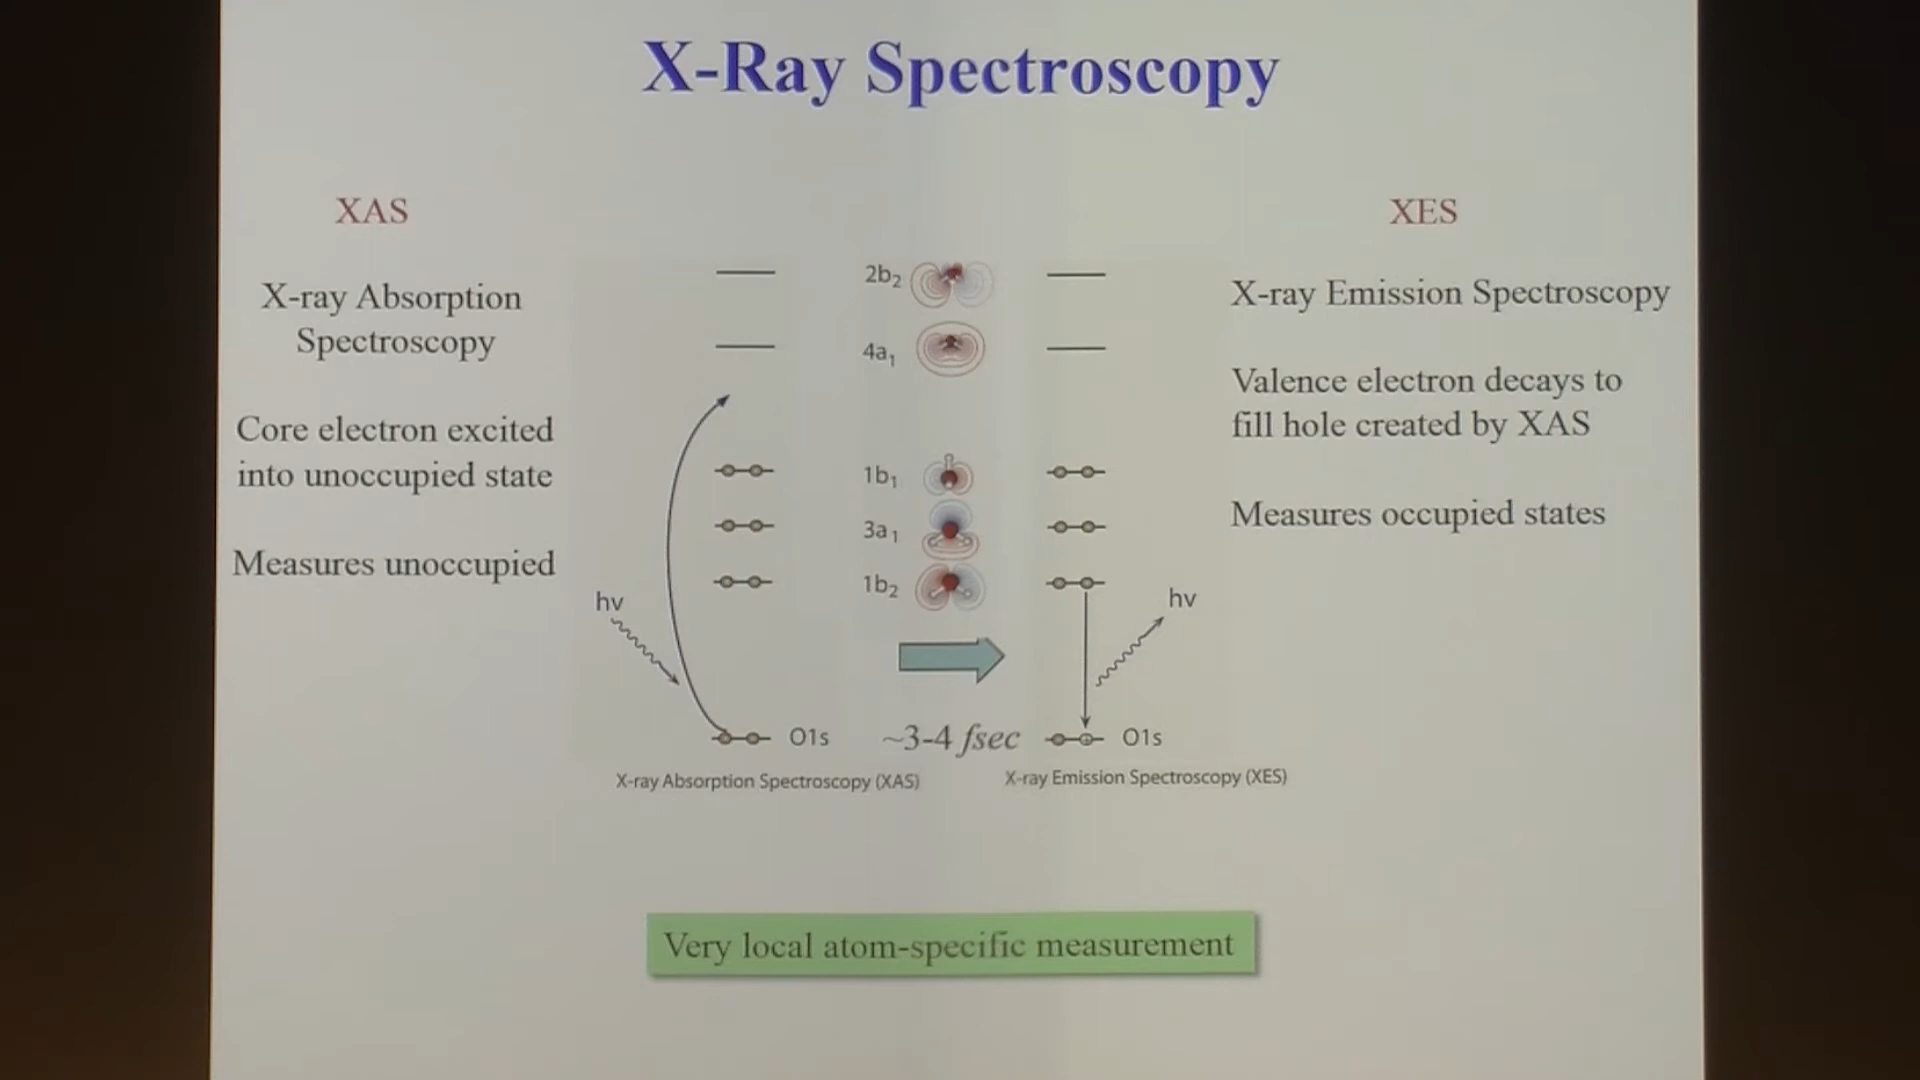 X-Ray Spectroscopy
XAS
X-ray Absorption
Spectroscopy
Core electron excited
into unoccupied state
Measures unoccupied
2b₂
4a₁
1b₁
3a₁
1b₂
hν
O1s
~3-4 fsec
O1s
hν
X-ray Absorption Spectroscopy (XAS)
X-ray Emission Spectroscopy (XES)
XES
X-ray Emission Spectroscopy
Valence electron decays to
fill hole created by XAS
Measures occupied states
Very local atom-specific measurement